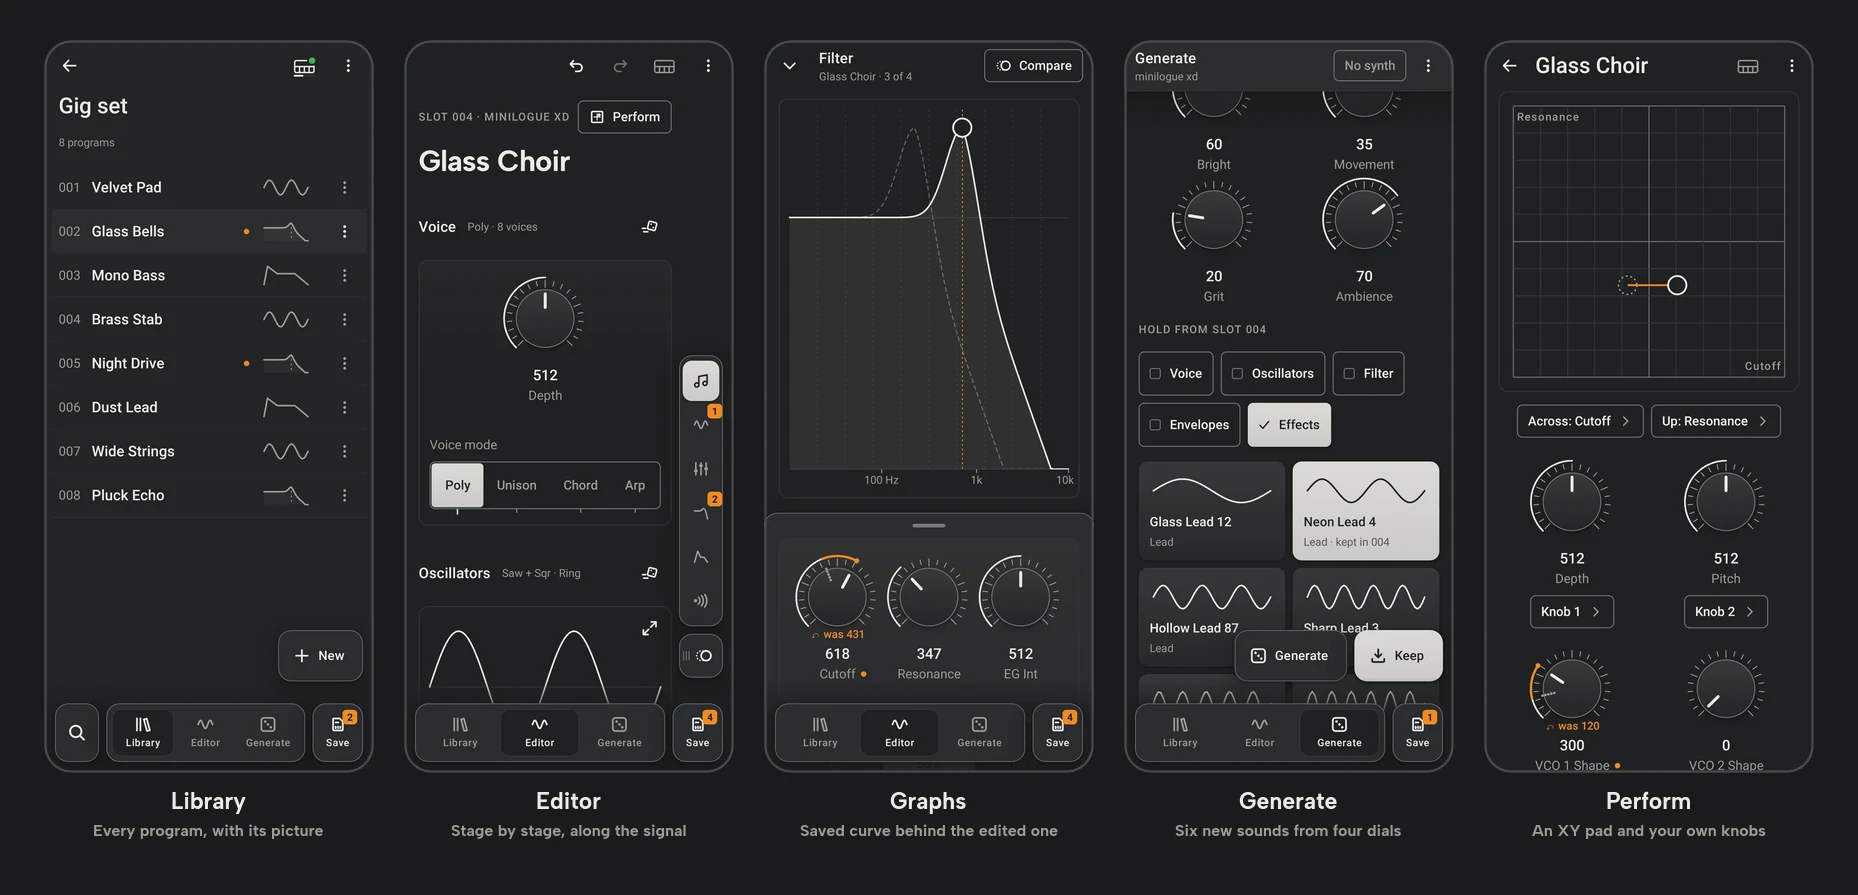 Gig set
8 programs
001 Velvet Pad
002 Glass Bells
003 Mono Bass
004 Brass Stab
005 Night Drive
006 Dust Lead
007 Wide Strings
008 Pluck Echo
New
Library
Editor
Generate
2
Save
Library
Every program, with its picture
SLOT 004 · MINILOGUE XD
Perform
Glass Choir
Voice Poly · 8 voices
512
Depth
Voice mode
Poly Unison Chord Arp
1
2
Oscillators Saw + Sqr · Ring
Library
Editor
Generate
4
Save
Editor
Stage by stage, along the signal
Filter
Glass Choir · 3 of 4
Compare
100 Hz 1k 10k
was 431
618 347 512
Cutoff Resonance EG Int
Library
Editor
Generate
4
Save
Graphs
Saved curve behind the edited one
Generate
minilogue xd
No synth
60 35
Bright Movement
20 70
Grit Ambience
HOLD FROM SLOT 004
Voice Oscillators Filter
Envelopes Effects
Glass Lead 12
Lead
Neon Lead 4
Lead · kept in 004
Hollow Lead 87
Lead
Sharp Lead 3
Generate
Keep
Library
Editor
Generate
1
Save
Generate
Six new sounds from four dials
Glass Choir
Resonance
Cutoff
Across: Cutoff Up: Resonance
512 512
Depth Pitch
Knob 1 Knob 2
was 120
300 0
VCO 1 Shape VCO 2 Shape
Perform
An XY pad and your own knobs